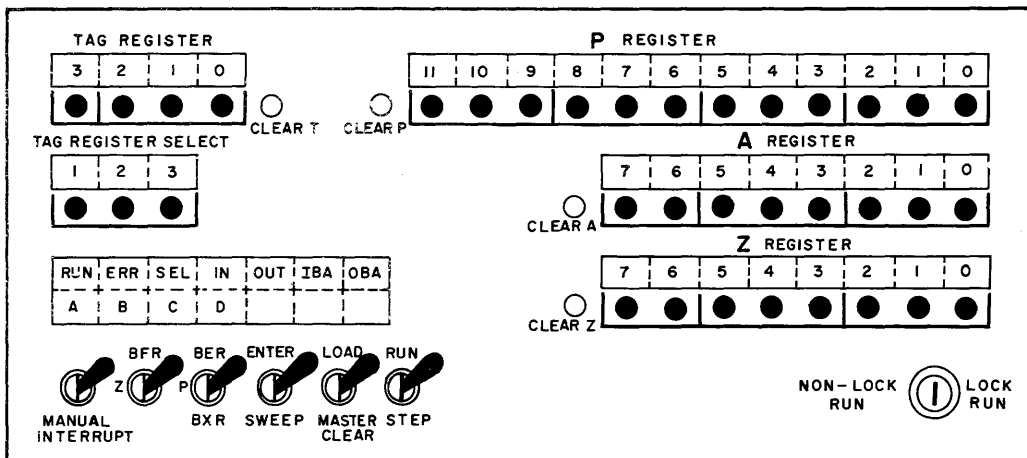 TAG REGISTER
3 2 1 0
CLEAR T
TAG REGISTER SELECT
1 2 3
P REGISTER
11 10 9 8 7 6 5 4 3 2 1 0
CLEAR P
A REGISTER
7 6 5 4 3 2 1 0
CLEAR A
Z REGISTER
7 6 5 4 3 2 1 0
CLEAR Z
RUN ERR SEL IN OUT IBA OBA
A B C D
BFR BER ENTER LOAD RUN
Z P
MANUAL INTERRUPT
BXR SWEEP MASTER CLEAR STEP
NON-LOCK RUN
LOCK RUN